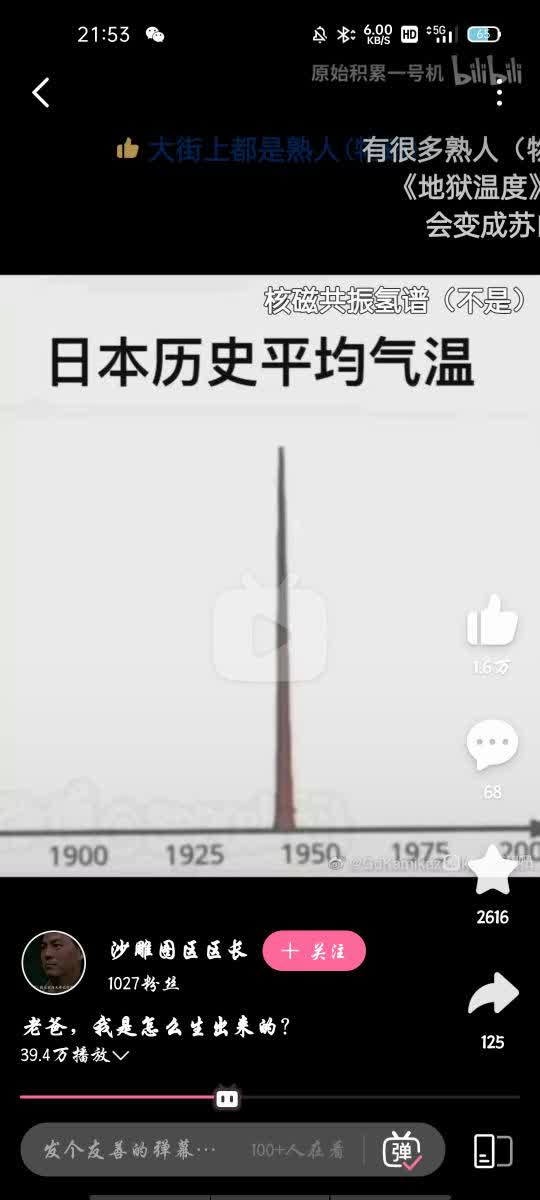 21:53
6.00 KB/S HD 5G 65
原始积累一号机 bilibili
大街上都是熟人(
有很多熟人（物
《地狱温度》
会变成苏
核磁共振氢谱（不是）
日本历史平均气温
1.6万
68
1900 1925 1950 1975 200
2616
沙雕图区区长 + 关注
1027粉丝
125
老爸，我是怎么生出来的？
39.4万播放
发个友善的弹幕… 100+人在看 弹